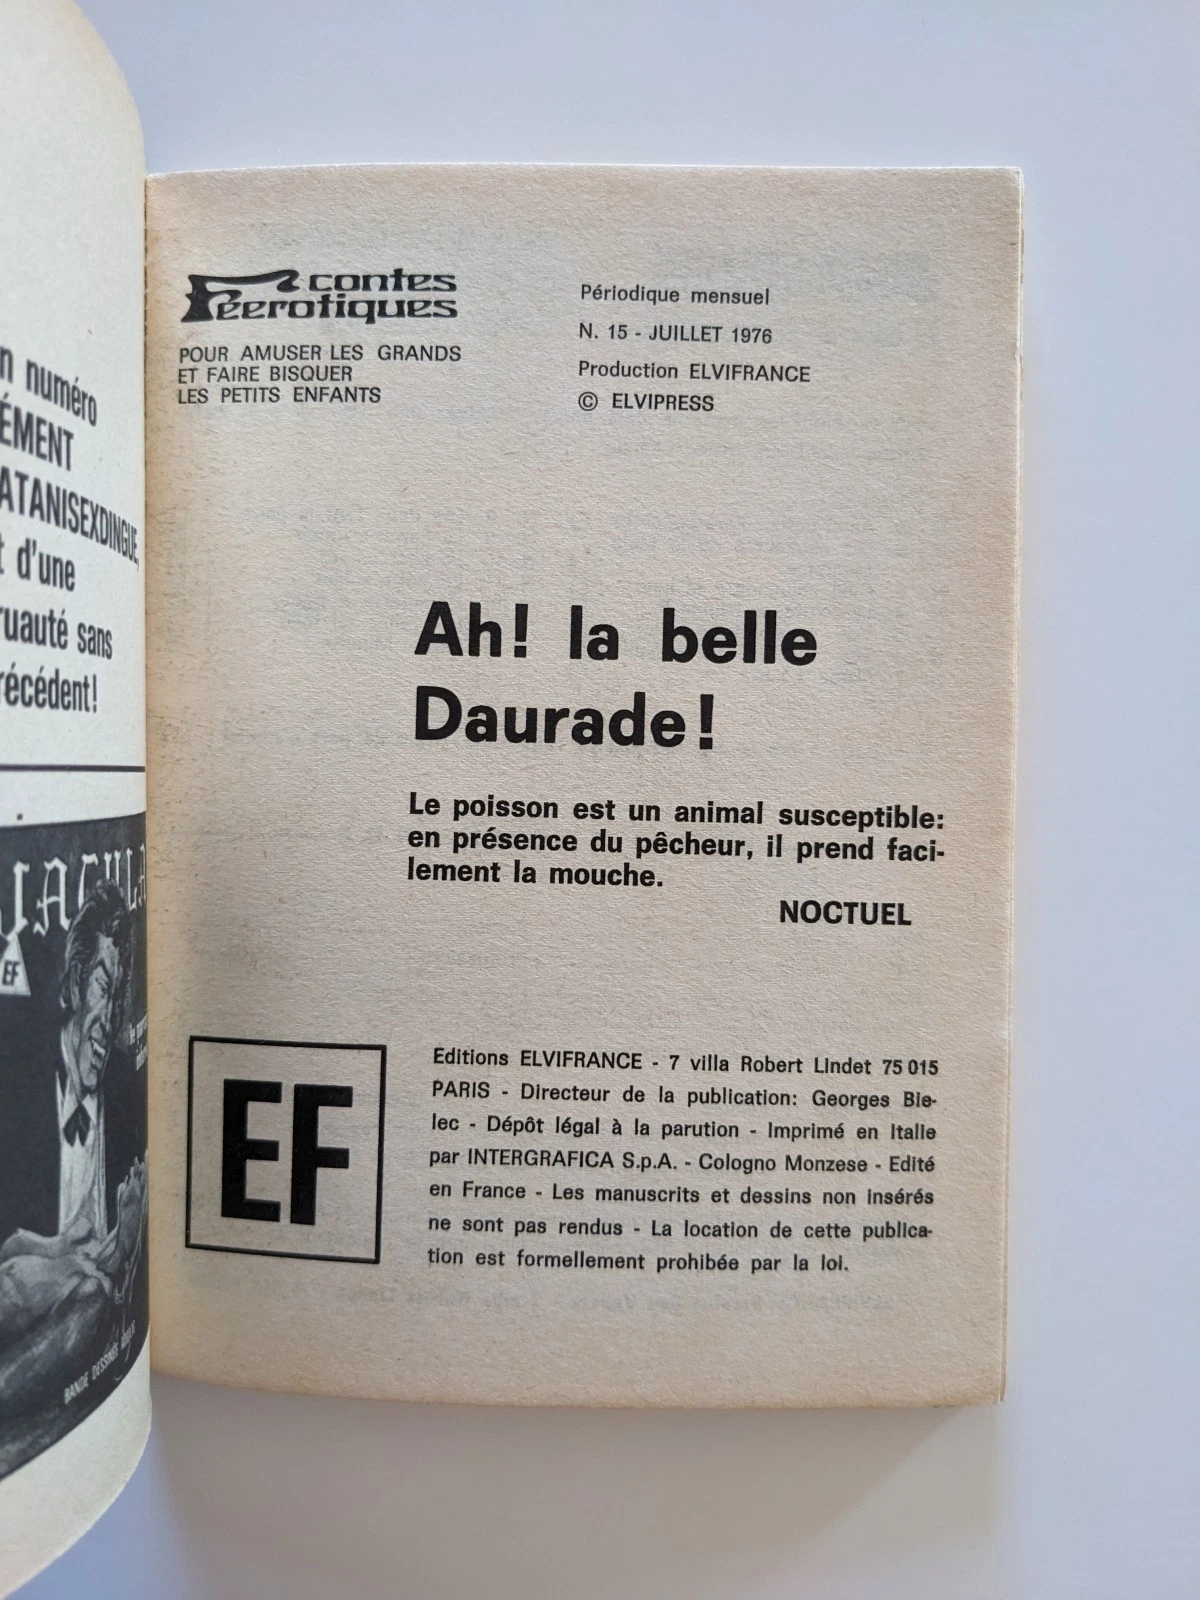 n numéro
ÉMENT
ATANISEXDINGUE,
t d'une
ruauté sans
récédent!
JACULA
EF
BANDE DESSINÉE
contes
Féerotiques
POUR AMUSER LES GRANDS
ET FAIRE BISQUER
LES PETITS ENFANTS
Périodique mensuel
N. 15 - JUILLET 1976
Production ELVIFRANCE
© ELVIPRESS
Ah! la belle
Daurade!
Le poisson est un animal susceptible:
en présence du pêcheur, il prend faci-
lement la mouche.
NOCTUEL
EF
Editions ELVIFRANCE - 7 villa Robert Lindet 75 015
PARIS - Directeur de la publication: Georges Bie-
lec - Dépôt légal à la parution - Imprimé en Italie
par INTERGRAFICA S.p.A. - Cologno Monzese - Edité
en France - Les manuscrits et dessins non insérés
ne sont pas rendus - La location de cette publica-
tion est formellement prohibée par la loi.